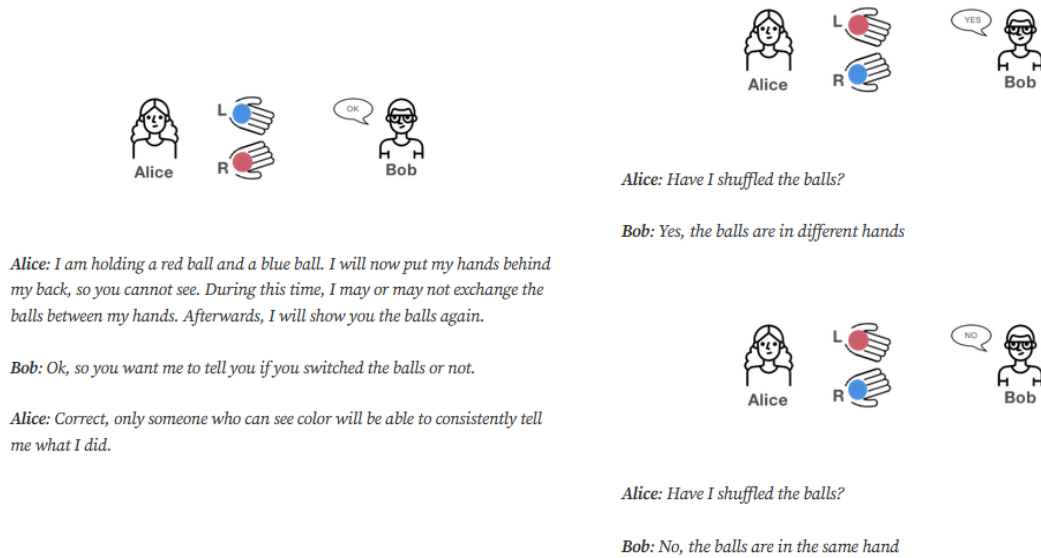 L
OK
R
Alice
Bob
Alice: I am holding a red ball and a blue ball. I will now put my hands behind
my back, so you cannot see. During this time, I may or may not exchange the
balls between my hands. Afterwards, I will show you the balls again.
Bob: Ok, so you want me to tell you if you switched the balls or not.
Alice: Correct, only someone who can see color will be able to consistently tell
me what I did.
L
YES
R
Alice
Bob
Alice: Have I shuffled the balls?
Bob: Yes, the balls are in different hands
L
NO
R
Alice
Bob
Alice: Have I shuffled the balls?
Bob: No, the balls are in the same hand